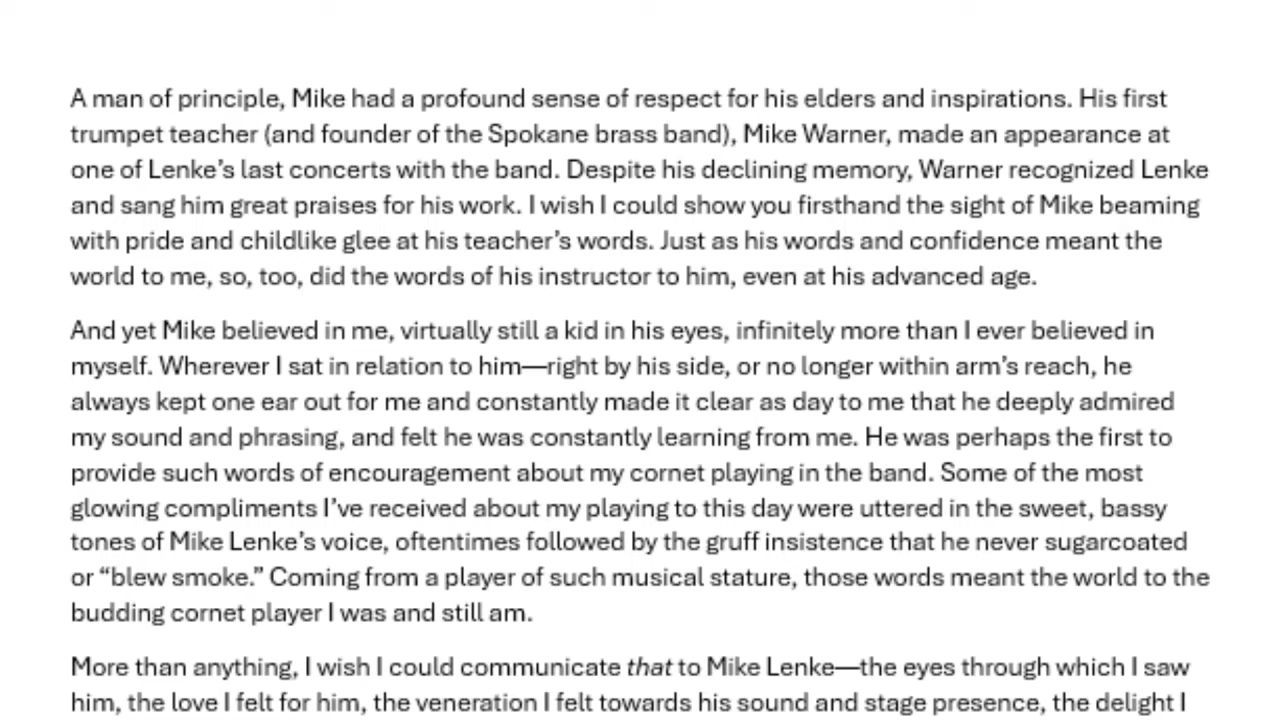 A man of principle, Mike had a profound sense of respect for his elders and inspirations. His first
trumpet teacher (and founder of the Spokane brass band), Mike Warner, made an appearance at
one of Lenke’s last concerts with the band. Despite his declining memory, Warner recognized Lenke
and sang him great praises for his work. I wish I could show you firsthand the sight of Mike beaming
with pride and childlike glee at his teacher’s words. Just as his words and confidence meant the
world to me, so, too, did the words of his instructor to him, even at his advanced age.
And yet Mike believed in me, virtually still a kid in his eyes, infinitely more than I ever believed in
myself. Wherever I sat in relation to him—right by his side, or no longer within arm’s reach, he
always kept one ear out for me and constantly made it clear as day to me that he deeply admired
my sound and phrasing, and felt he was constantly learning from me. He was perhaps the first to
provide such words of encouragement about my cornet playing in the band. Some of the most
glowing compliments I’ve received about my playing to this day were uttered in the sweet, bassy
tones of Mike Lenke’s voice, oftentimes followed by the gruff insistence that he never sugarcoated
or “blew smoke.” Coming from a player of such musical stature, those words meant the world to the
budding cornet player I was and still am.
More than anything, I wish I could communicate that to Mike Lenke—the eyes through which I saw
him, the love I felt for him, the veneration I felt towards his sound and stage presence, the delight I